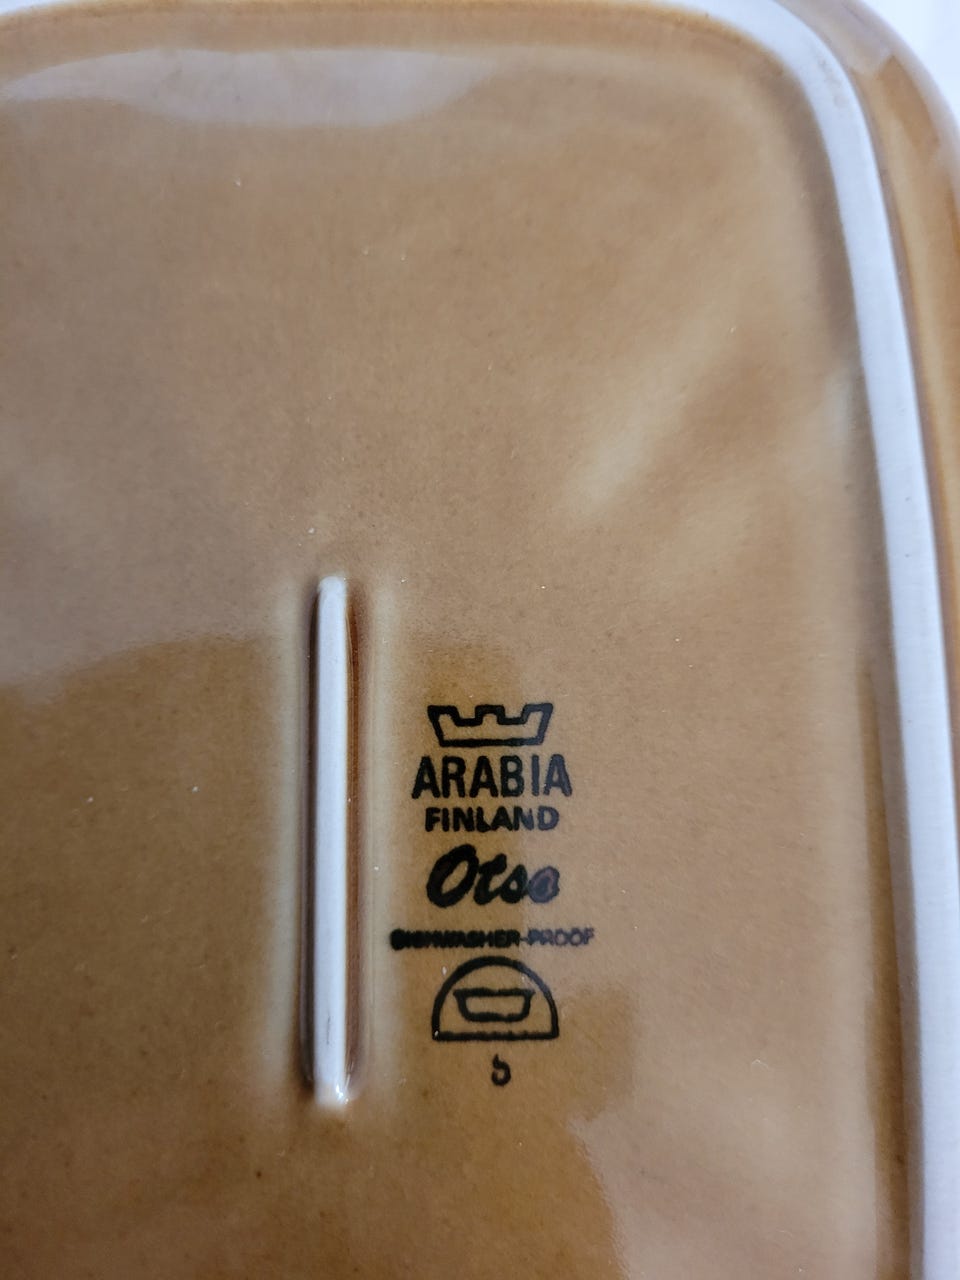 ARABIA
FINLAND
Otso
DISHWASHER-PROOF